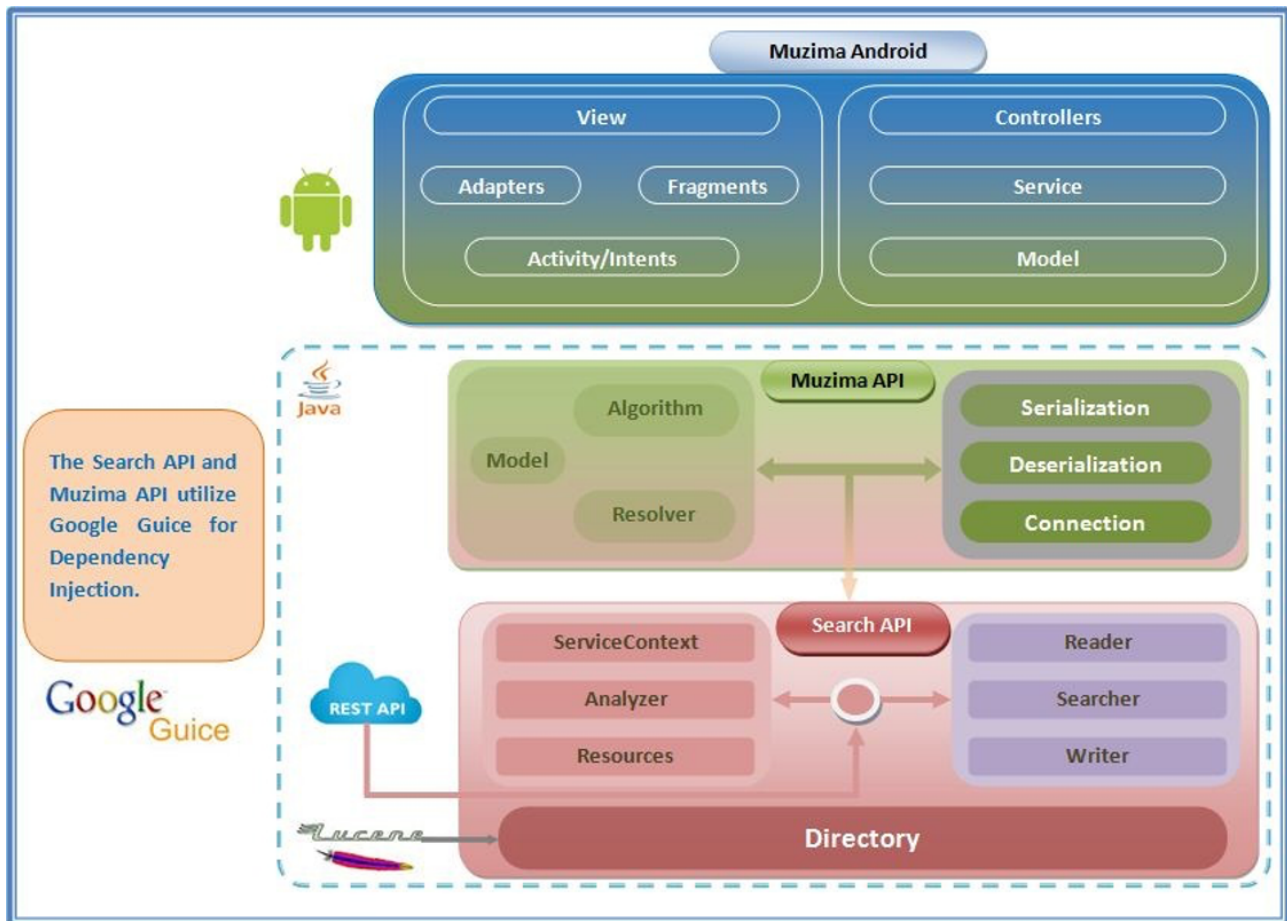 Muzima Android
View
Controllers
Adapters
Fragments
Service
Activity/Intents
Model
Java
Muzima API
Algorithm
Model
Resolver
Serialization
Deserialization
Connection
The Search API and
Muzima API utilize
Google Guice for
Dependency
Injection.
Google
Guice
Search API
ServiceContext
Analyzer
Resources
Reader
Searcher
Writer
REST API
Lucene
Directory